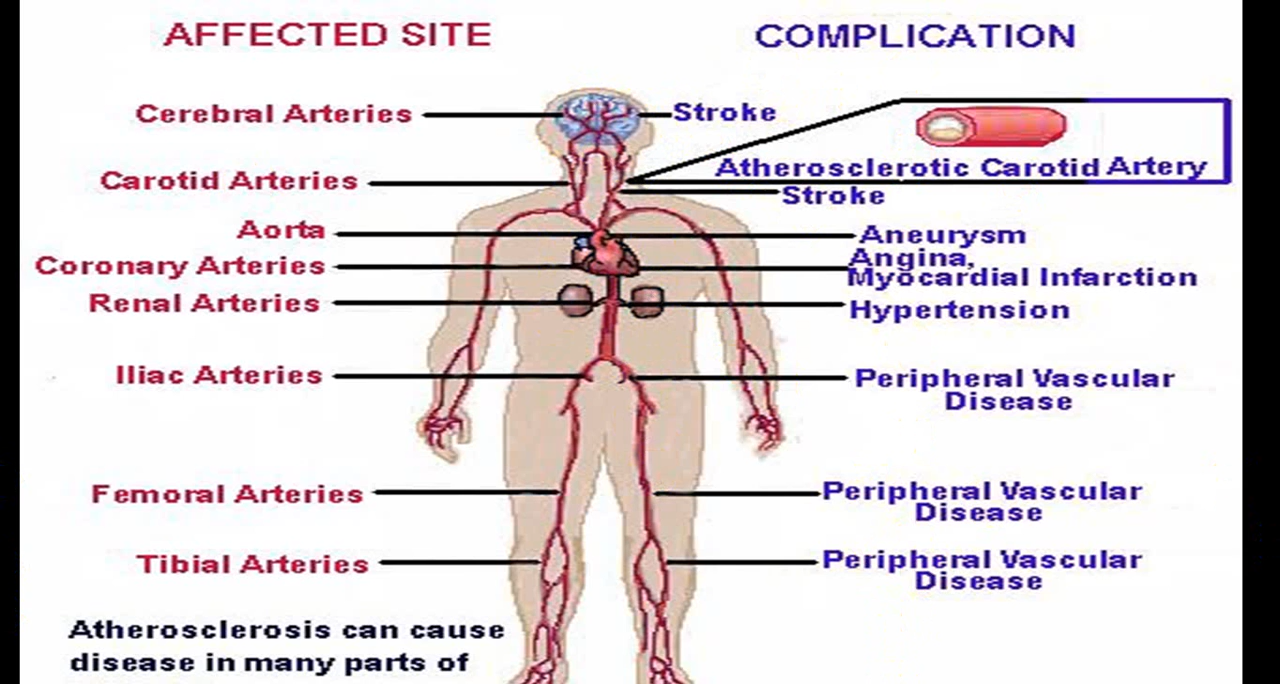 AFFECTED SITE COMPLICATION
Cerebral Arteries Stroke
Atherosclerotic Carotid Artery
Carotid Arteries Stroke
Aorta Aneurysm
Coronary Arteries Angina,
Myocardial Infarction
Renal Arteries Hypertension
Iliac Arteries Peripheral Vascular
Disease
Femoral Arteries Peripheral Vascular
Disease
Tibial Arteries Peripheral Vascular
Disease
Atherosclerosis can cause
disease in many parts of